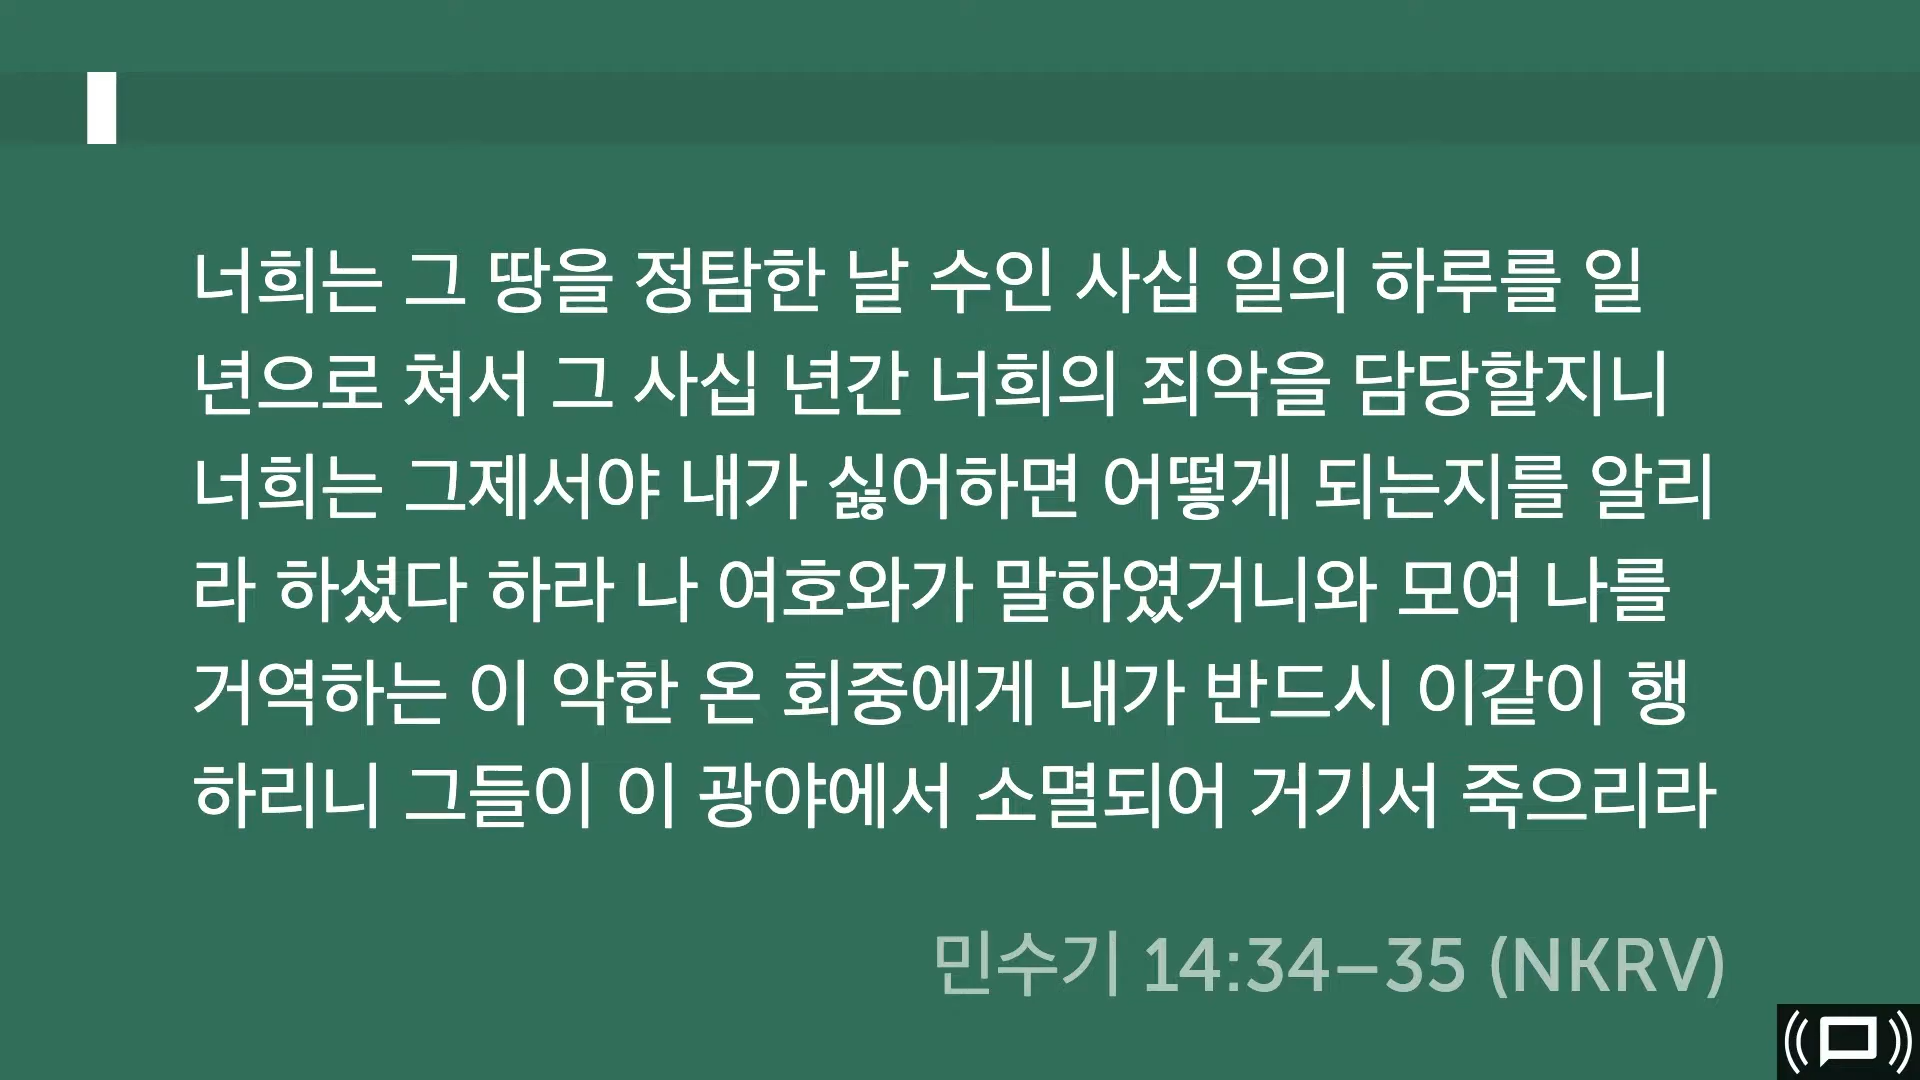 너희는 그 땅을 정탐한 날 수인 사십 일의 하루를 일
년으로 쳐서 그 사십 년간 너희의 죄악을 담당할지니
너희는 그제서야 내가 싫어하면 어떻게 되는지를 알리
라 하셨다 하라 나 여호와가 말하였거니와 모여 나를
거역하는 이 악한 온 회중에게 내가 반드시 이같이 행
하리니 그들이 이 광야에서 소멸되어 거기서 죽으리라
민수기 14:34–35 (NKRV)